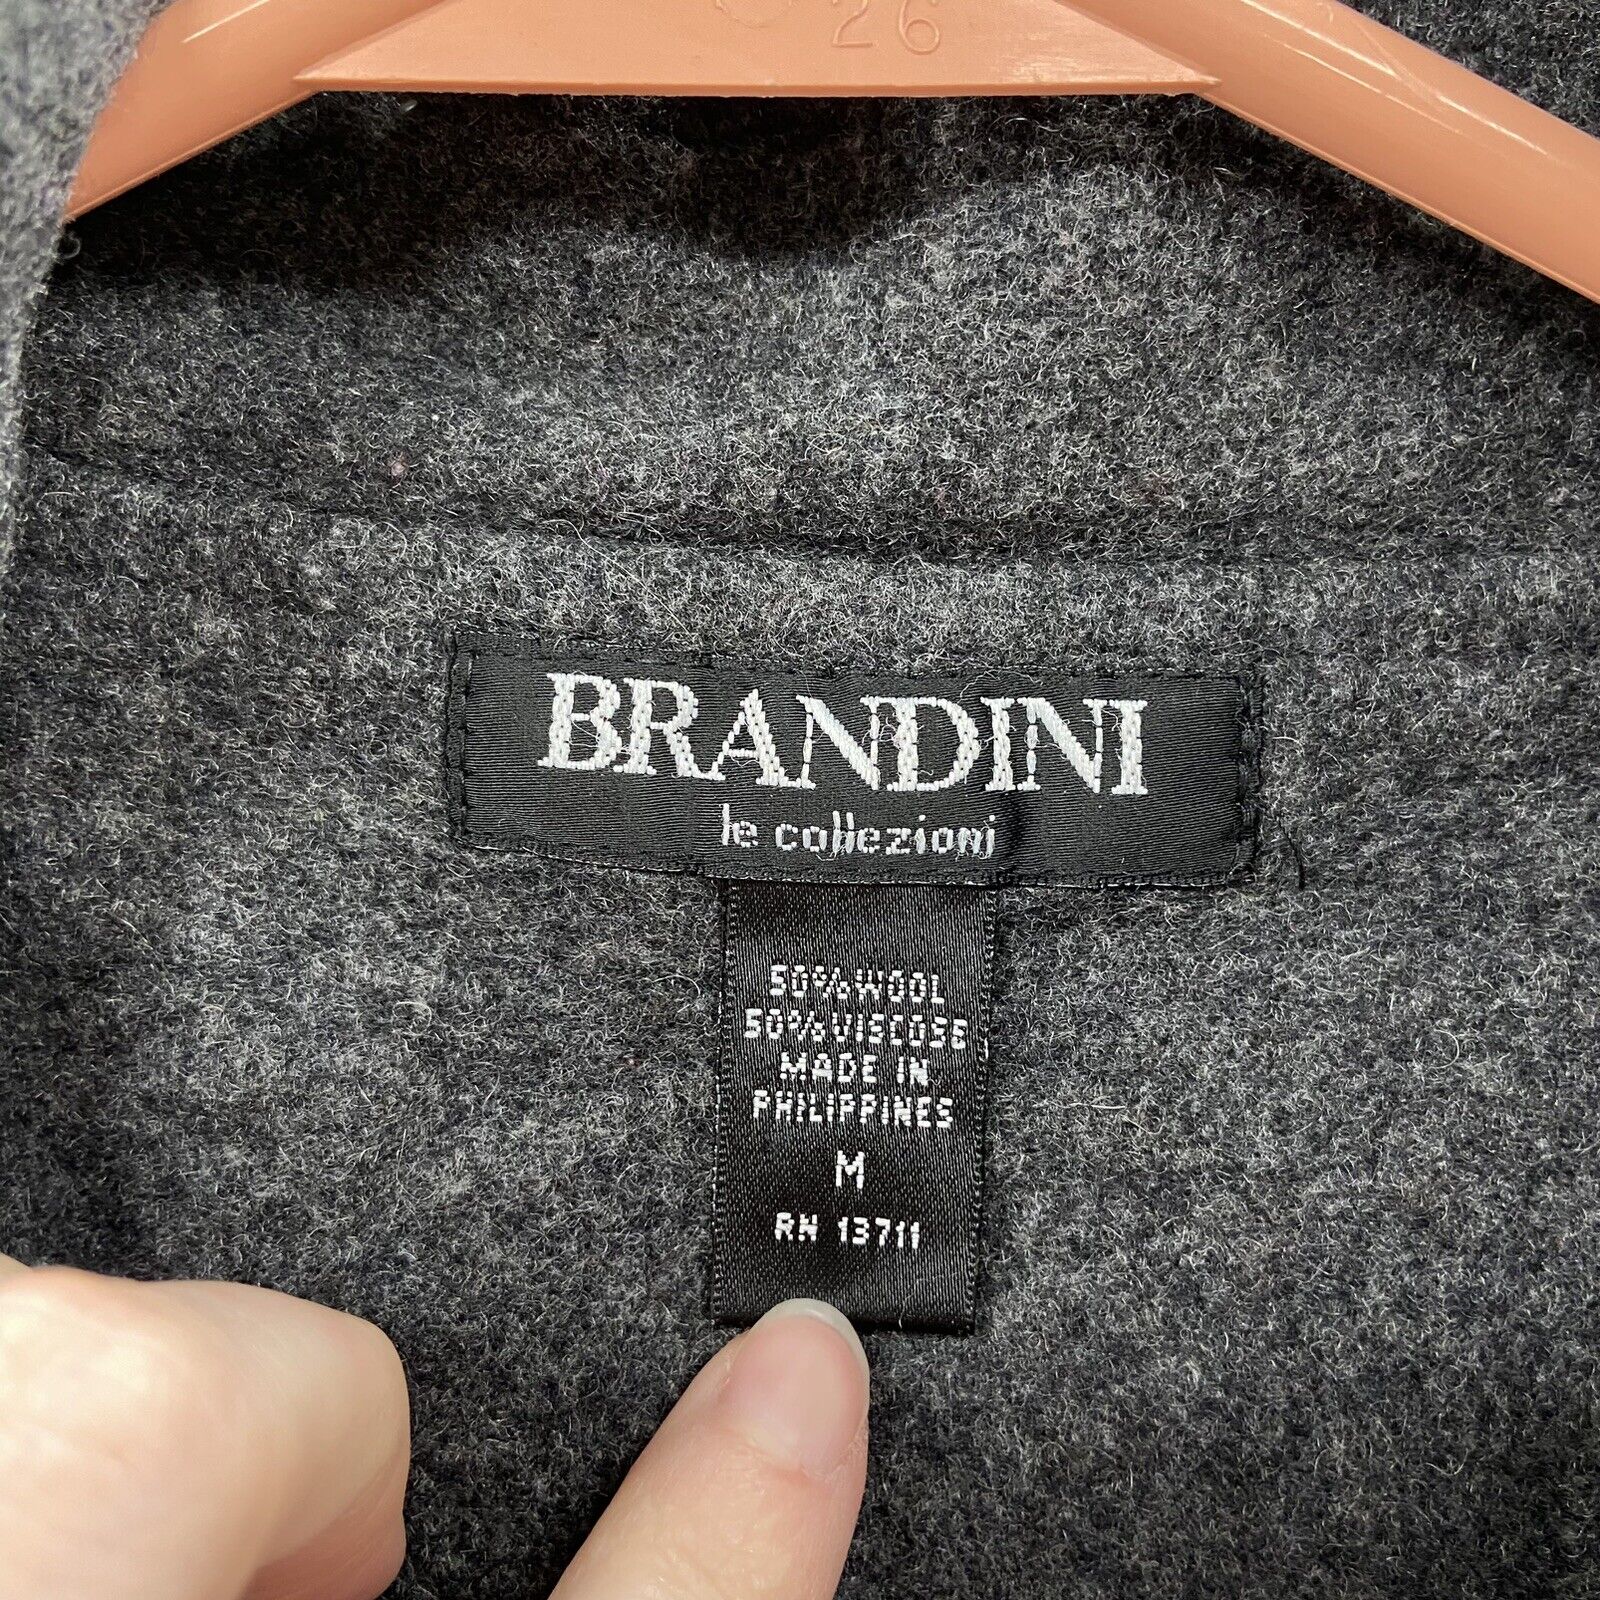 26
BRANDINI
le collezioni
50% WOOL
50% VISCOSE
MADE IN
PHILIPPINES
M
RN 13711